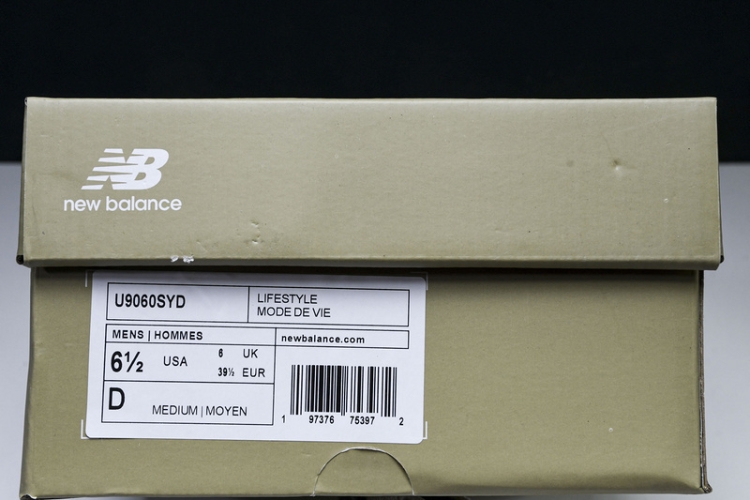 NB
new balance
U9060SYD
LIFESTYLE
MODE DE VIE
MENS | HOMMES
newbalance.com
6½ USA
6 UK
39½ EUR
D MEDIUM | MOYEN
1 97376 75397 2